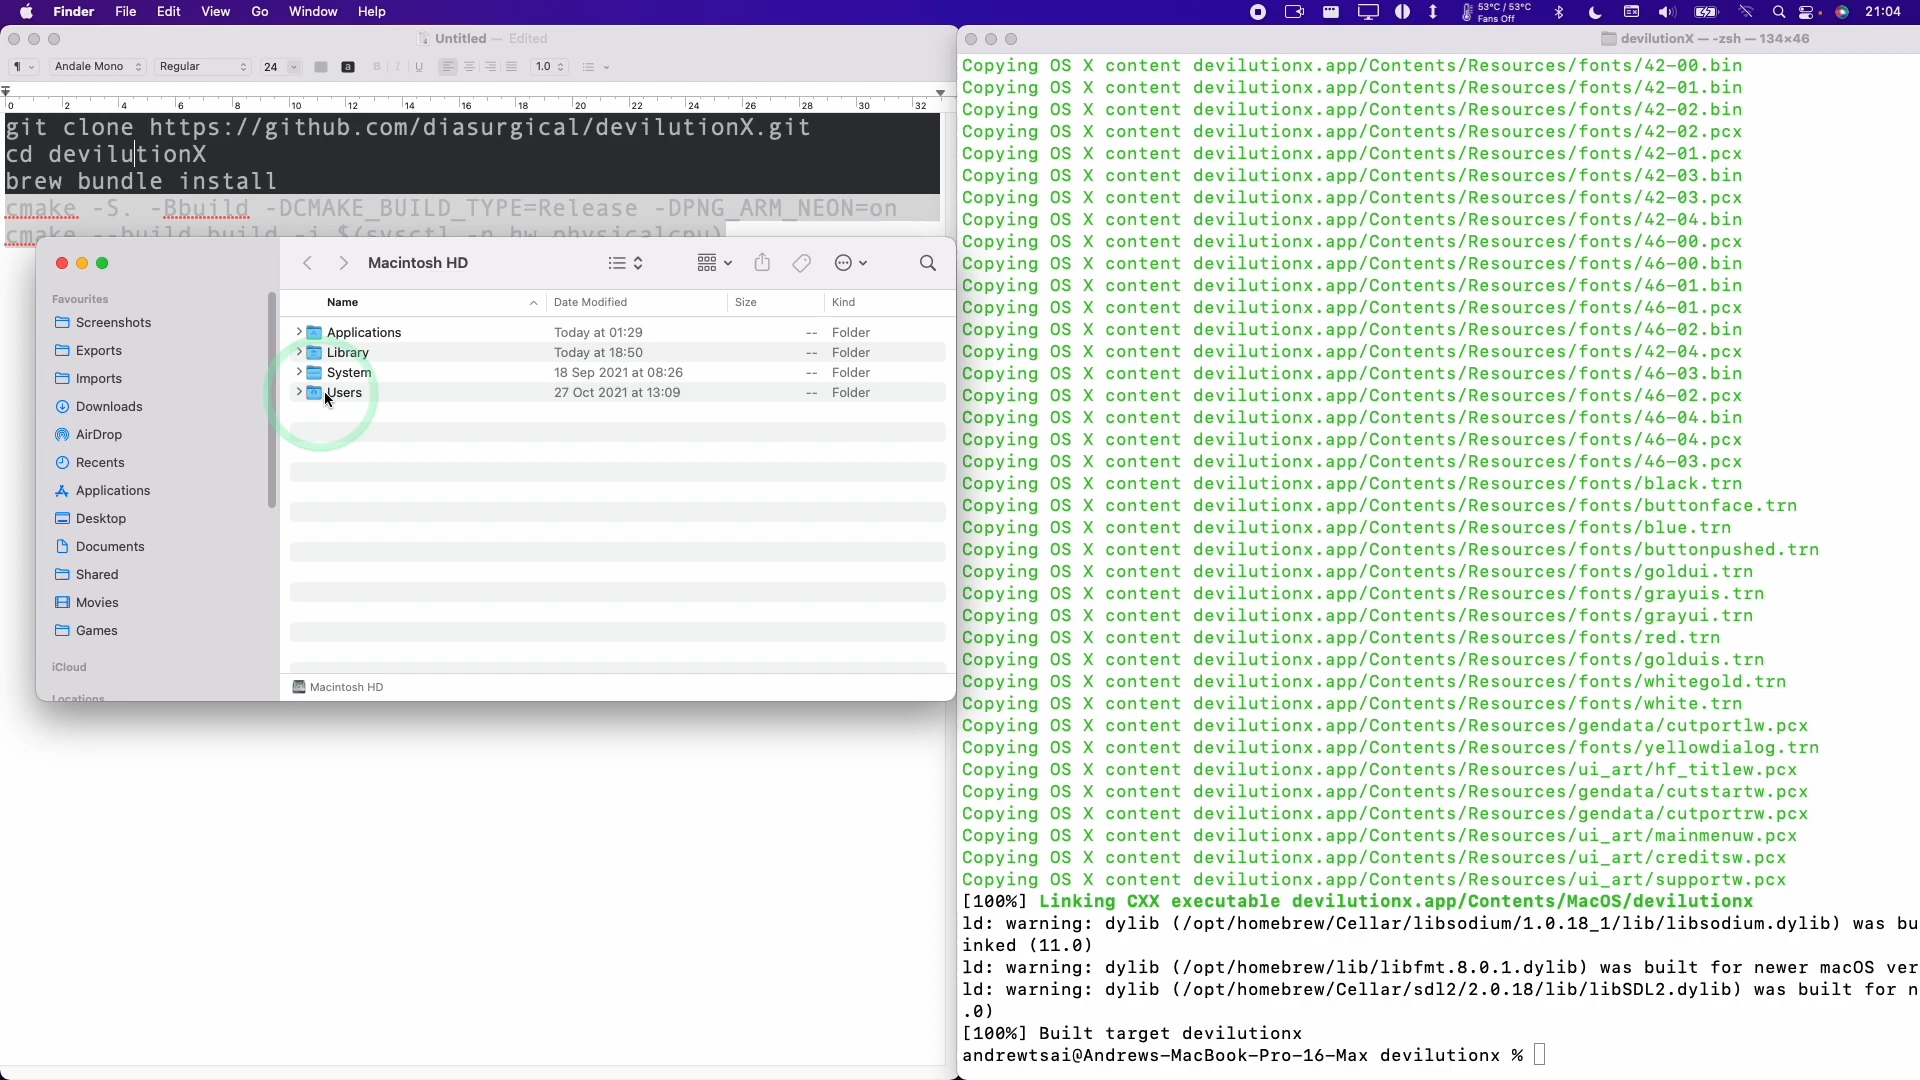 Finder File Edit View Go Window Help
53°C / 53°C
Fans Off
21:04
Untitled — Edited
¶ Andale Mono Regular 24 a B I U 1.0
0 2 4 6 8 10 12 14 16 18 20 22 24 26 28 30 32
git clone https://github.com/diasurgical/devilutionX.git
cd devilutionX
brew bundle install
cmake -S. -Bbuild -DCMAKE_BUILD_TYPE=Release -DPNG_ARM_NEON=on
cmake --build build -j $(sysctl -n hw.physicalcpu)
Macintosh HD
Favourites
Screenshots
Exports
Imports
Downloads
AirDrop
Recents
Applications
Desktop
Documents
Shared
Movies
Games
iCloud
Locations
Name Date Modified Size Kind
Applications Today at 01:29 -- Folder
Library Today at 18:50 -- Folder
System 18 Sep 2021 at 08:26 -- Folder
Users 27 Oct 2021 at 13:09 -- Folder
Macintosh HD
devilutionX — -zsh — 134×46
Copying OS X content devilutionx.app/Contents/Resources/fonts/42-00.bin
Copying OS X content devilutionx.app/Contents/Resources/fonts/42-01.bin
Copying OS X content devilutionx.app/Contents/Resources/fonts/42-02.bin
Copying OS X content devilutionx.app/Contents/Resources/fonts/42-02.pcx
Copying OS X content devilutionx.app/Contents/Resources/fonts/42-01.pcx
Copying OS X content devilutionx.app/Contents/Resources/fonts/42-03.bin
Copying OS X content devilutionx.app/Contents/Resources/fonts/42-03.pcx
Copying OS X content devilutionx.app/Contents/Resources/fonts/42-04.bin
Copying OS X content devilutionx.app/Contents/Resources/fonts/46-00.pcx
Copying OS X content devilutionx.app/Contents/Resources/fonts/46-00.bin
Copying OS X content devilutionx.app/Contents/Resources/fonts/46-01.bin
Copying OS X content devilutionx.app/Contents/Resources/fonts/46-01.pcx
Copying OS X content devilutionx.app/Contents/Resources/fonts/46-02.bin
Copying OS X content devilutionx.app/Contents/Resources/fonts/42-04.pcx
Copying OS X content devilutionx.app/Contents/Resources/fonts/46-03.bin
Copying OS X content devilutionx.app/Contents/Resources/fonts/46-02.pcx
Copying OS X content devilutionx.app/Contents/Resources/fonts/46-04.bin
Copying OS X content devilutionx.app/Contents/Resources/fonts/46-04.pcx
Copying OS X content devilutionx.app/Contents/Resources/fonts/46-03.pcx
Copying OS X content devilutionx.app/Contents/Resources/fonts/black.trn
Copying OS X content devilutionx.app/Contents/Resources/fonts/buttonface.trn
Copying OS X content devilutionx.app/Contents/Resources/fonts/blue.trn
Copying OS X content devilutionx.app/Contents/Resources/fonts/buttonpushed.trn
Copying OS X content devilutionx.app/Contents/Resources/fonts/goldui.trn
Copying OS X content devilutionx.app/Contents/Resources/fonts/grayuis.trn
Copying OS X content devilutionx.app/Contents/Resources/fonts/grayui.trn
Copying OS X content devilutionx.app/Contents/Resources/fonts/red.trn
Copying OS X content devilutionx.app/Contents/Resources/fonts/golduis.trn
Copying OS X content devilutionx.app/Contents/Resources/fonts/whitegold.trn
Copying OS X content devilutionx.app/Contents/Resources/fonts/white.trn
Copying OS X content devilutionx.app/Contents/Resources/gendata/cutportlw.pcx
Copying OS X content devilutionx.app/Contents/Resources/fonts/yellowdialog.trn
Copying OS X content devilutionx.app/Contents/Resources/ui_art/hf_titlew.pcx
Copying OS X content devilutionx.app/Contents/Resources/gendata/cutstartw.pcx
Copying OS X content devilutionx.app/Contents/Resources/gendata/cutportrw.pcx
Copying OS X content devilutionx.app/Contents/Resources/ui_art/mainmenuw.pcx
Copying OS X content devilutionx.app/Contents/Resources/ui_art/creditsw.pcx
Copying OS X content devilutionx.app/Contents/Resources/ui_art/supportw.pcx
[100%] Linking CXX executable devilutionx.app/Contents/MacOS/devilutionx
ld: warning: dylib (/opt/homebrew/Cellar/libsodium/1.0.18_1/lib/libsodium.dylib) was bu
inked (11.0)
ld: warning: dylib (/opt/homebrew/lib/libfmt.8.0.1.dylib) was built for newer macOS ver
ld: warning: dylib (/opt/homebrew/Cellar/sdl2/2.0.18/lib/libSDL2.dylib) was built for n
.0)
[100%] Built target devilutionx
andrewtsai@Andrews-MacBook-Pro-16-Max devilutionx %